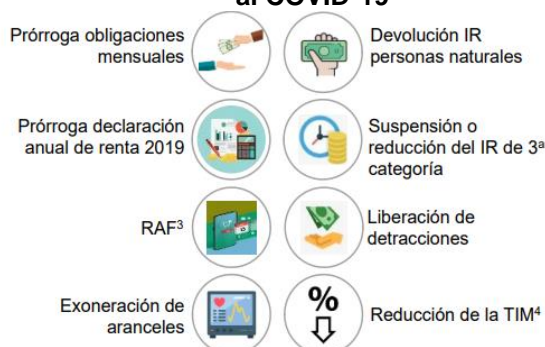 al COVID-19
Prórroga obligaciones
mensuales
Devolución IR
personas naturales
Prórroga declaración
anual de renta 2019
Suspensión o
reducción del IR de 3ª
categoría
RAF³
Liberación de
detracciones
Exoneración de
aranceles
%
Reducción de la TIM⁴